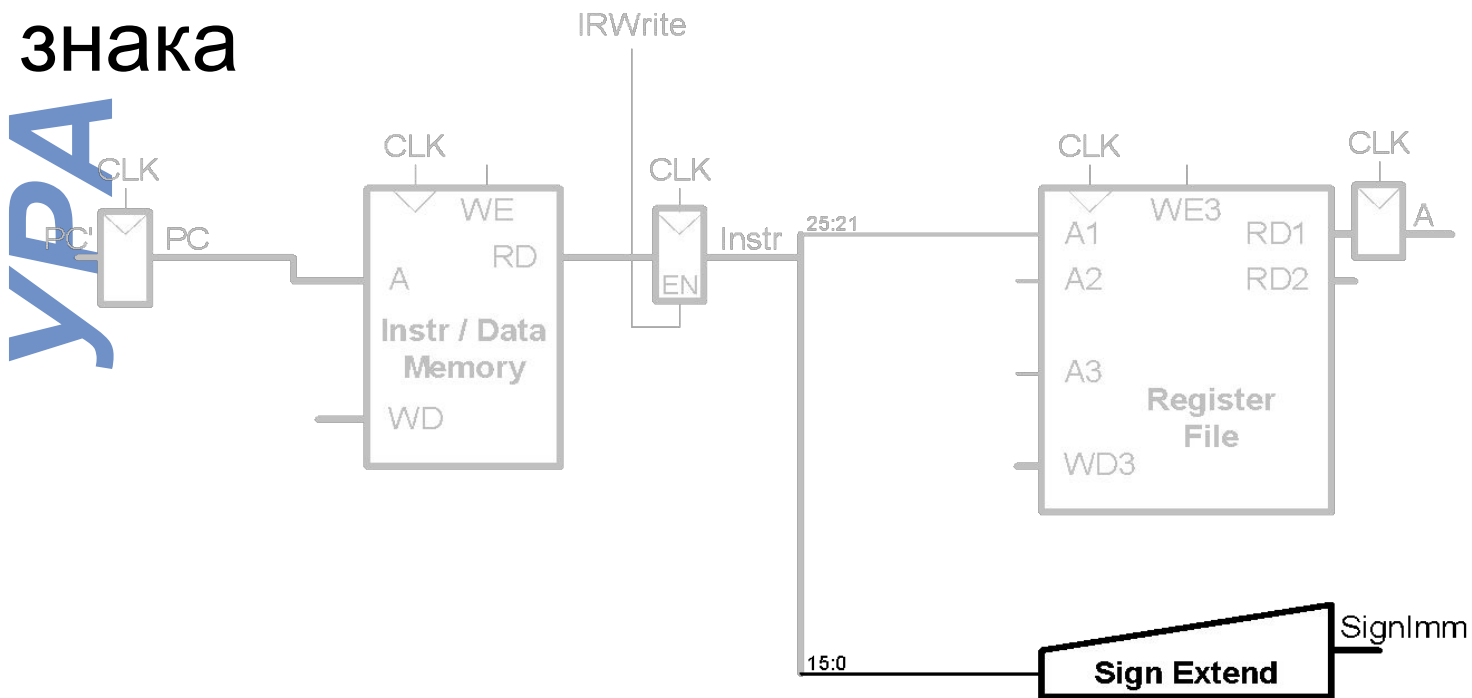 знака
УРА
IRWrite
CLK
CLK
CLK
CLK
CLK
PC'
PC
WE
RD
A
Instr / Data
Memory
WD
EN
Instr
25:21
A1
WE3
RD1
A
A2
RD2
A3
Register
File
WD3
15:0
Sign Extend
SignImm